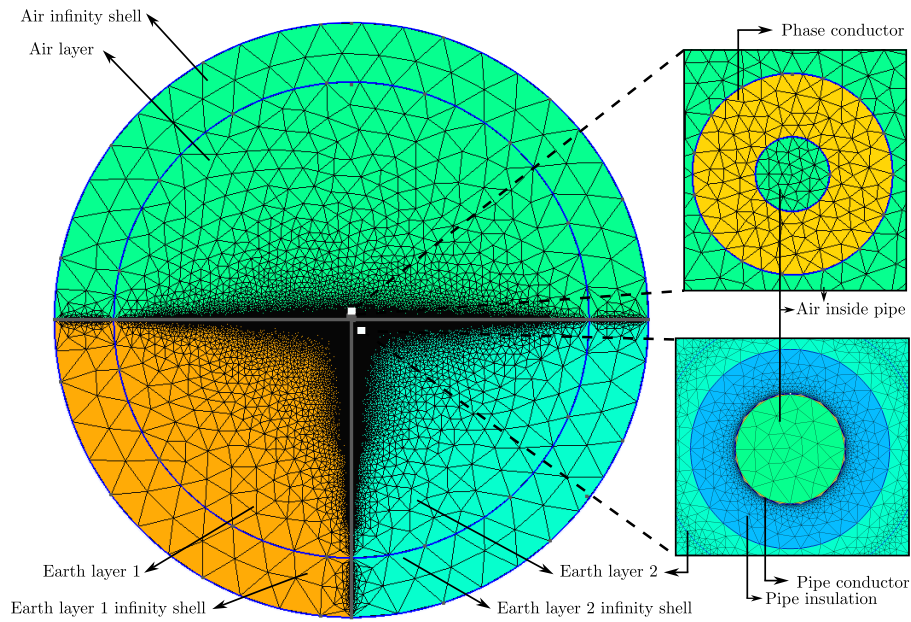 Air infinity shell
Air layer
Phase conductor
Air inside pipe
Earth layer 1
Earth layer 2
Pipe conductor
Pipe insulation
Earth layer 1 infinity shell
Earth layer 2 infinity shell